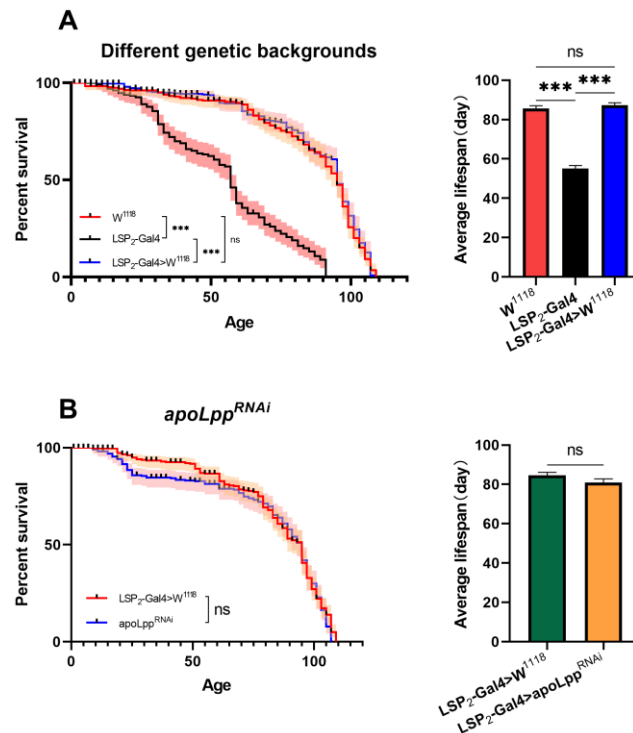 A
Different genetic backgrounds
Percent survival
100
50
0
W¹¹¹⁸
LSP₂-Gal4
LSP₂-Gal4>W¹¹¹⁸
***
***
ns
0 50 100
Age
Average lifespan(day)
100
80
60
40
20
0
ns
*** ***
W¹¹¹⁸
LSP₂-Gal4
LSP₂-Gal4>W¹¹¹⁸
B
apoLppᴿᴺᴬⁱ
Percent survival
100
50
0
LSP₂-Gal4>W¹¹¹⁸
apoLppᴿᴺᴬⁱ
ns
0 50 100
Age
Average lifespan(day)
100
80
60
40
20
0
ns
LSP₂-Gal4>W¹¹¹⁸
LSP₂-Gal4>apoLppᴿᴺᴬⁱ